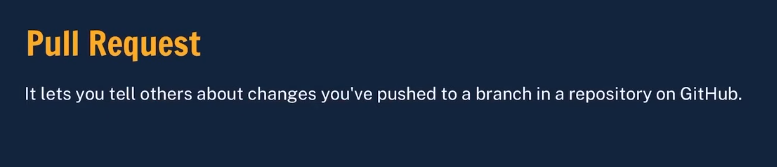 Pull Request
It lets you tell others about changes you've pushed to a branch in a repository on GitHub.